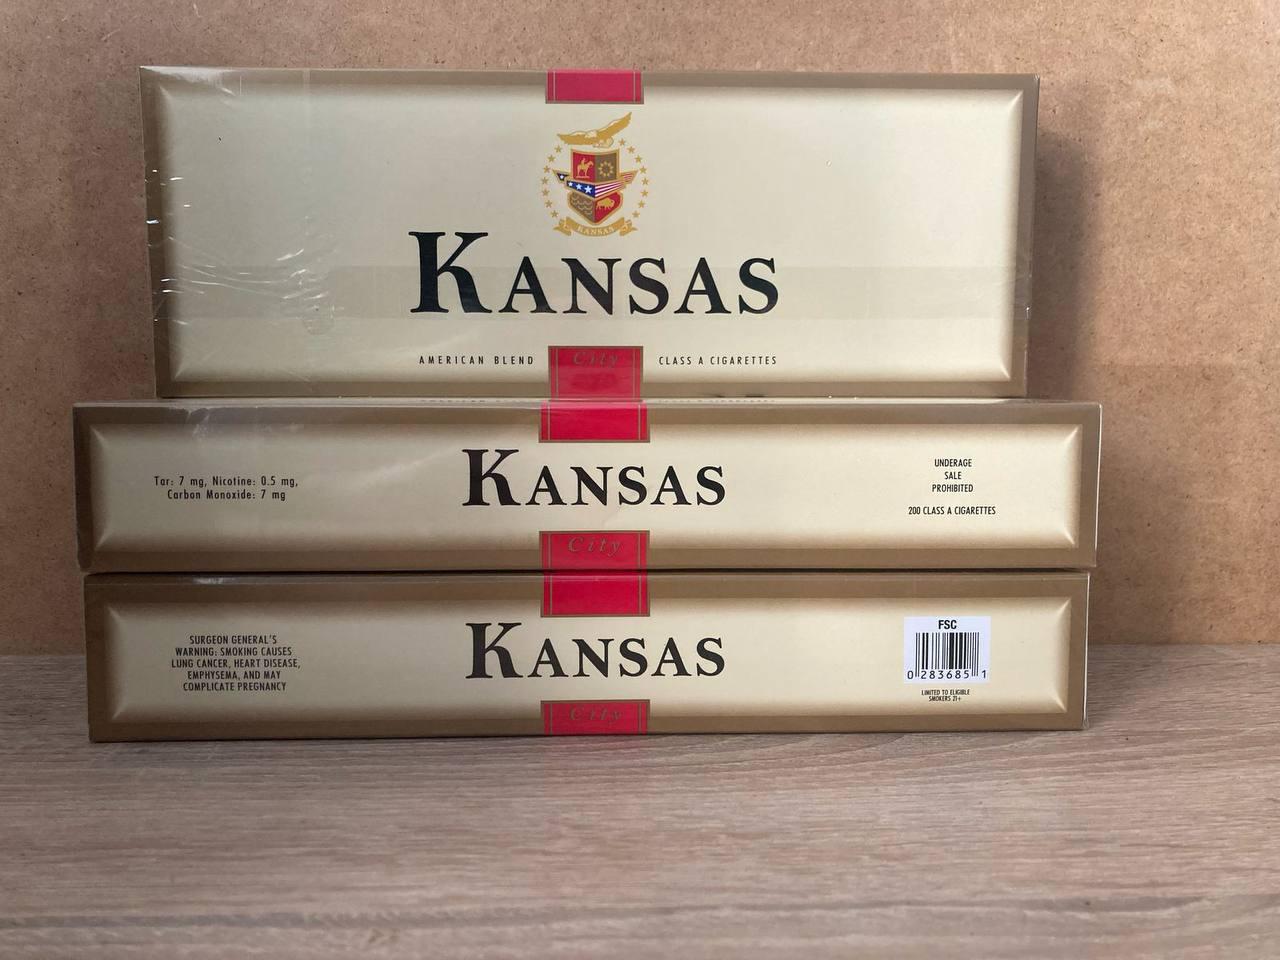 KANSAS
KANSAS
AMERICAN BLEND City CLASS A CIGARETTES
Tar: 7 mg, Nicotine: 0.5 mg,
Carbon Monoxide: 7 mg
KANSAS
City
UNDERAGE
SALE
PROHIBITED
200 CLASS A CIGARETTES
SURGEON GENERAL'S
WARNING: SMOKING CAUSES
LUNG CANCER, HEART DISEASE,
EMPHYSEMA, AND MAY
COMPLICATE PREGNANCY
KANSAS
City
FSC
0 283685 1
LIMITED TO ELIGIBLE
SMOKERS 21+